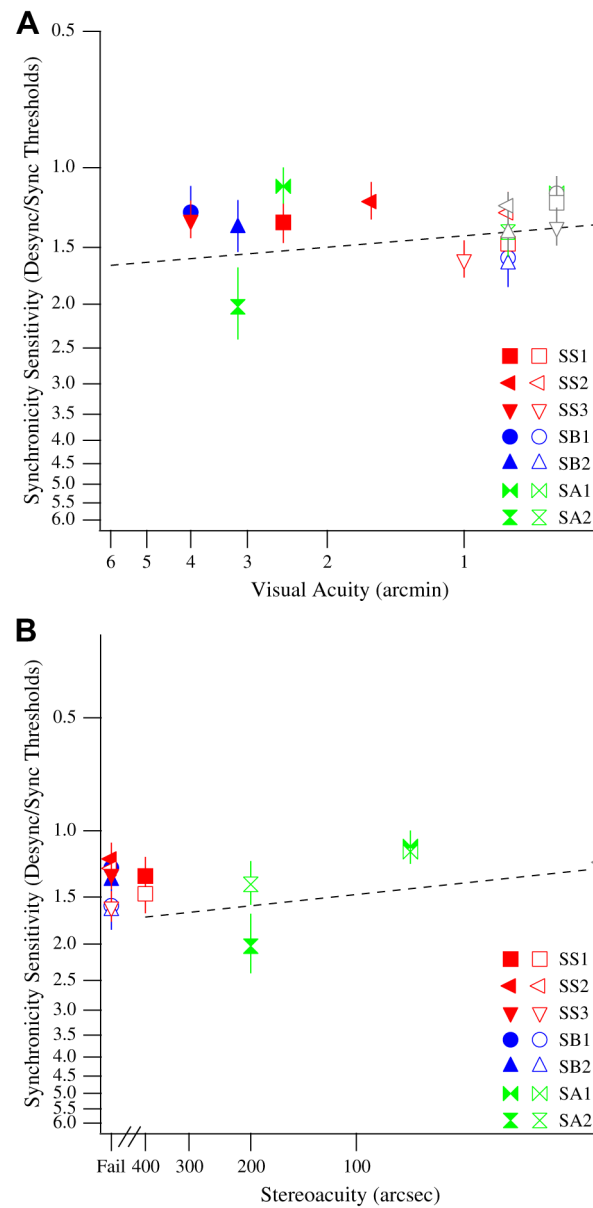 A
Synchronicity Sensitivity (Desync/Sync Thresholds)
0.5
1.0
1.5
2.0
2.5
3.0
3.5
4.0
4.5
5.0
5.5
6.0
SS1
SS2
SS3
SB1
SB2
SA1
SA2
6 5 4 3 2 1
Visual Acuity (arcmin)
B
Synchronicity Sensitivity (Desync/Sync Thresholds)
0.5
1.0
1.5
2.0
2.5
3.0
3.5
4.0
4.5
5.0
5.5
6.0
SS1
SS2
SS3
SB1
SB2
SA1
SA2
Fail 400 300 200 100
Stereoacuity (arcsec)